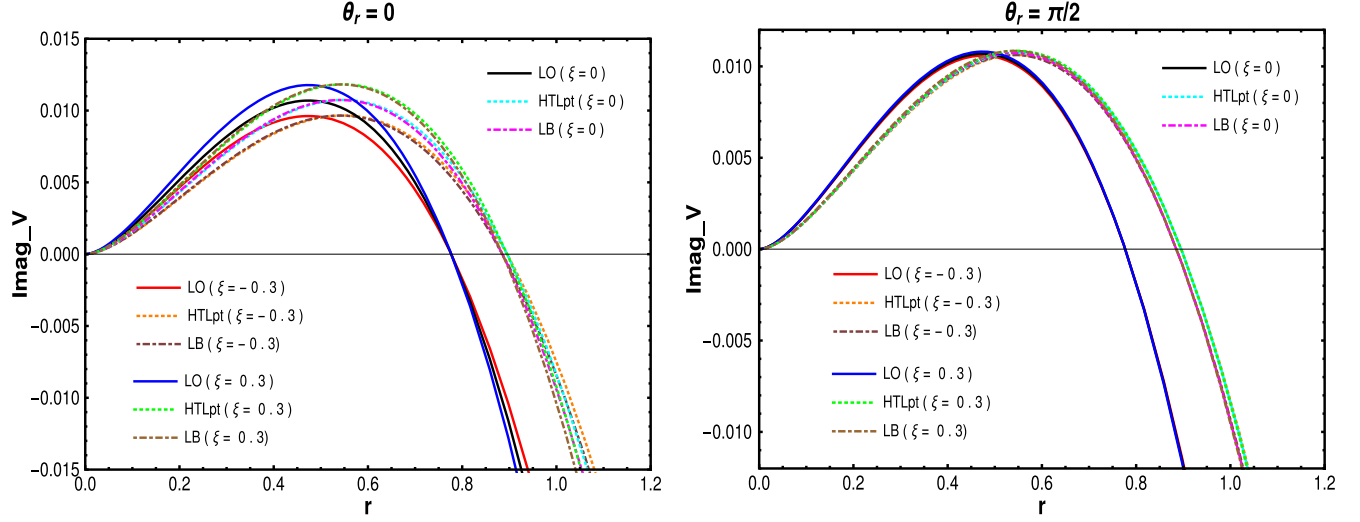 θr = 0
0.015
0.010
0.005
0.000
−0.005
−0.010
−0.015
Imag_V
LO ( ξ = 0 )
HTLpt ( ξ = 0 )
LB ( ξ = 0 )
LO ( ξ = − 0 . 3 )
HTLpt ( ξ = − 0 . 3 )
LB ( ξ = − 0 . 3 )
LO ( ξ = 0 . 3 )
HTLpt ( ξ = 0 . 3 )
LB ( ξ = 0 . 3 )
0.0 0.2 0.4 0.6 0.8 1.0 1.2
r
θr = π/2
0.010
0.005
0.000
−0.005
−0.010
Imag_V
LO ( ξ = 0 )
HTLpt ( ξ = 0 )
LB ( ξ = 0 )
LO ( ξ = − 0 . 3 )
HTLpt ( ξ = − 0 . 3 )
LB ( ξ = − 0 . 3 )
LO ( ξ = 0 . 3 )
HTLpt ( ξ = 0 . 3 )
LB ( ξ = 0 . 3 )
0.0 0.2 0.4 0.6 0.8 1.0 1.2
r